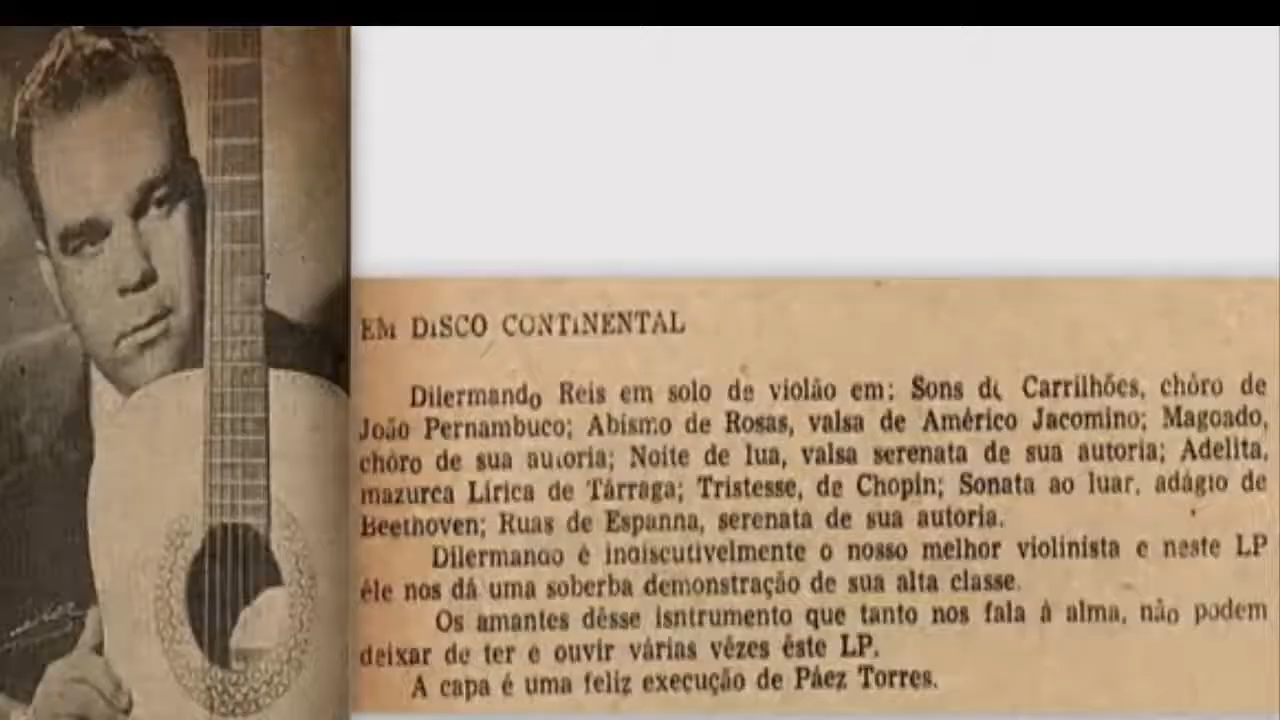 EM DiSCO CONTiNENTAL
Dilermando Reis em solo de violão em; Sons de Carrilhões, chôro de
João Pernambuco; Abismo de Rosas, valsa de Américo Jacomino; Magoado,
chôro de sua autoria; Noite de lua, valsa serenata de sua autoria; Adelita,
mazurca Lírica de Tárraga; Tristesse, de Chopin; Sonata ao luar, adágio de
Beethoven; Ruas de Espanna, serenata de sua autoria.
Dilermando é indiscutivelmente o nosso melhor violinista e neste LP
êle nos dá uma soberba demonstração de sua alta classe.
Os amantes dêsse isntrumento que tanto nos fala à alma, não podem
deixar de ter e ouvir várias vêzes êste LP.
A capa é uma feliz execução de Páez Torres.